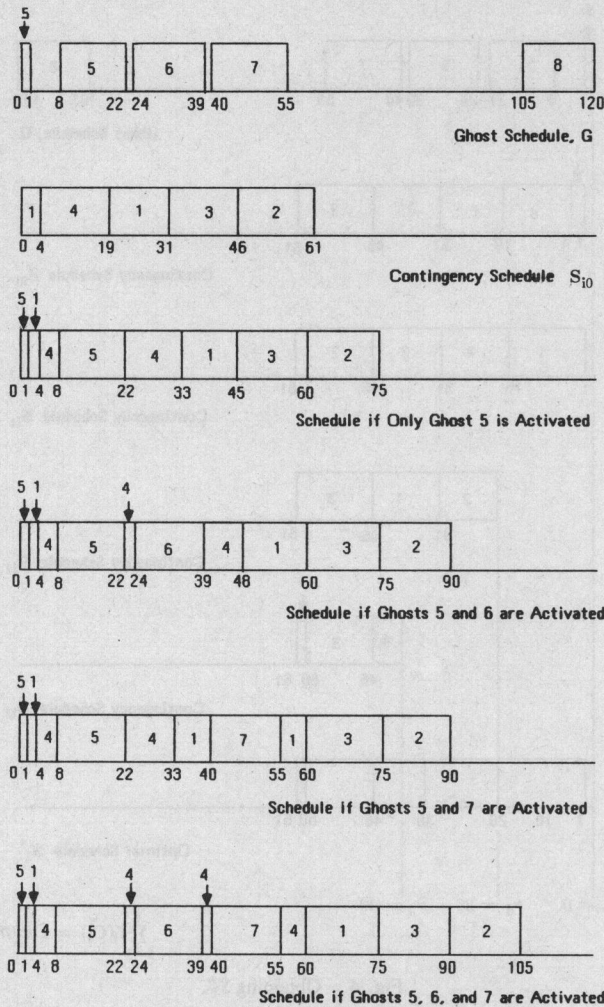 5
5 6 7 8
0 1 8 22 24 39 40 55 105 120
Ghost Schedule, G
1 4 1 3 2
0 4 19 31 46 61
Contingency Schedule S_i0
5 1
4 5 4 1 3 2
0 1 4 8 22 33 45 60 75
Schedule if Only Ghost 5 is Activated
5 1 4
4 5 6 4 1 3 2
0 1 4 8 22 24 39 48 60 75 90
Schedule if Ghosts 5 and 6 are Activated
5 1
4 5 4 1 7 1 3 2
0 1 4 8 22 33 40 55 60 75 90
Schedule if Ghosts 5 and 7 are Activated
5 1 4 4
4 5 6 7 4 1 3 2
0 1 4 8 22 24 39 40 55 60 75 90 105
Schedule if Ghosts 5, 6, and 7 are Activated